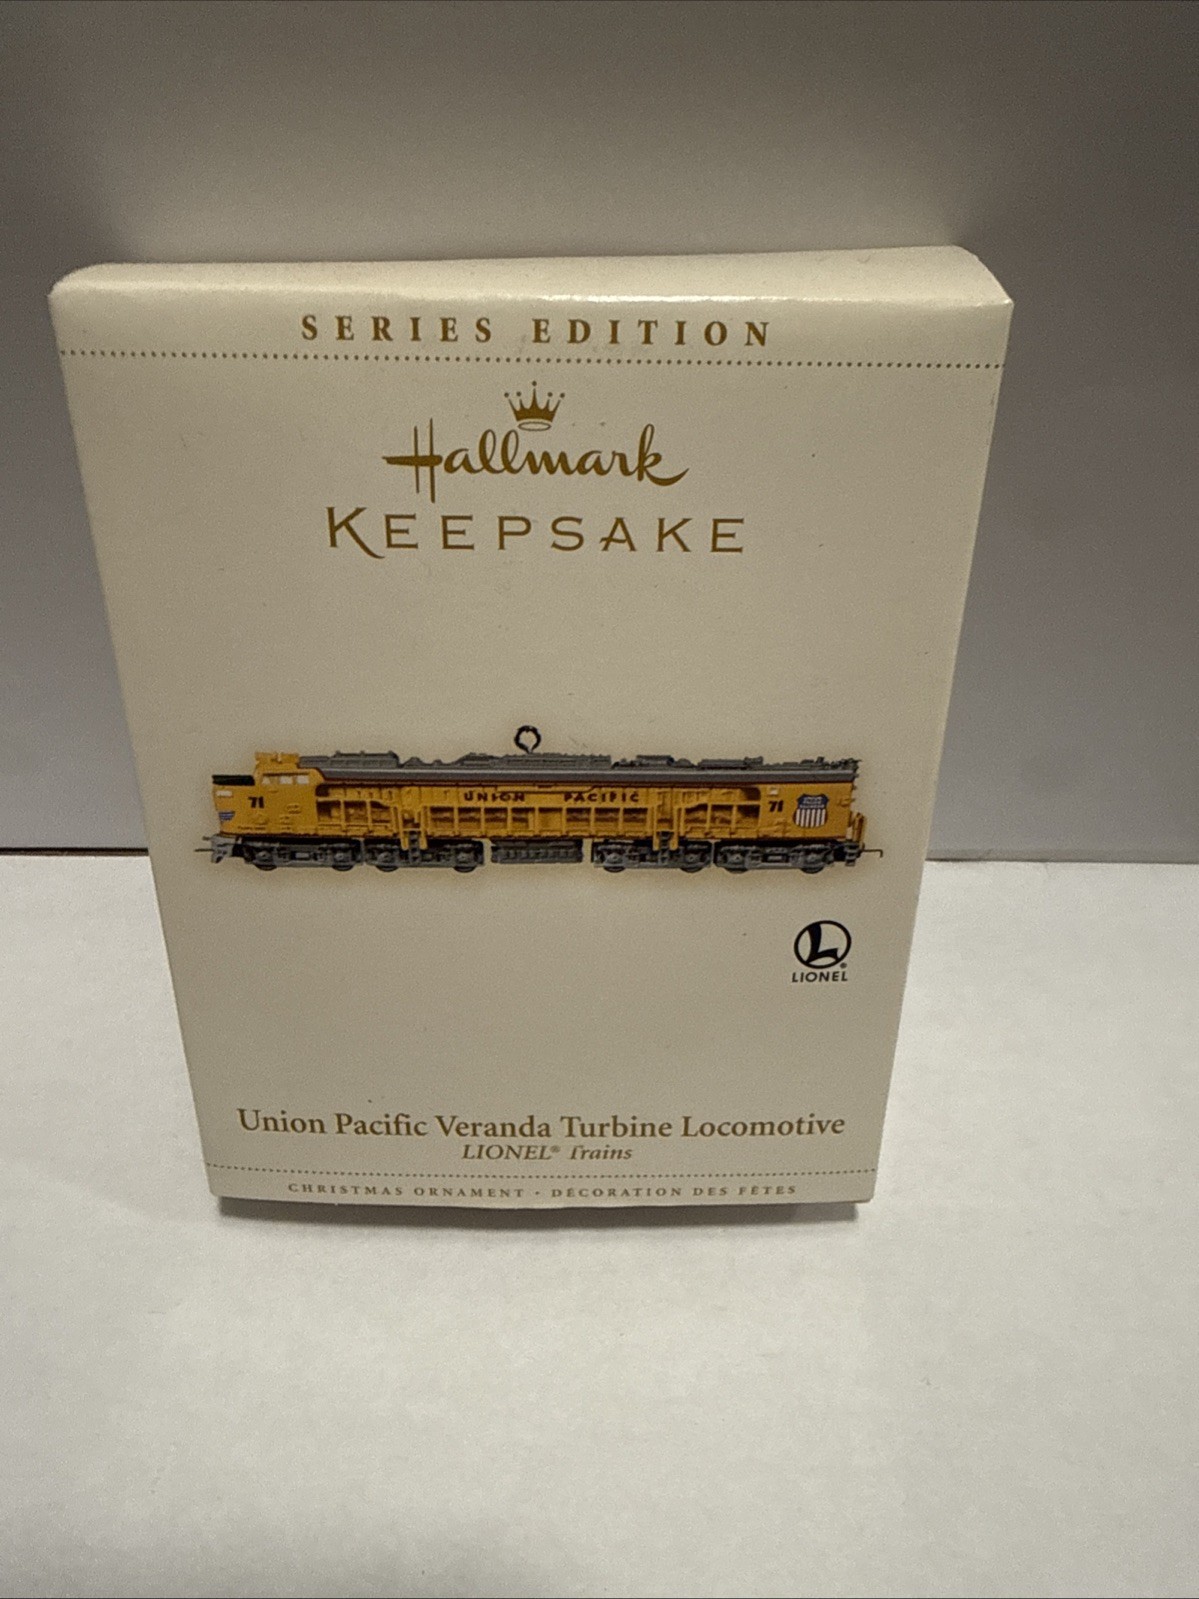 SERIES EDITION
Hallmark
KEEPSAKE
71 UNION PACIFIC 71
L®
LIONEL
Union Pacific Veranda Turbine Locomotive
LIONEL® Trains
CHRISTMAS ORNAMENT • DÉCORATION DES FÊTES